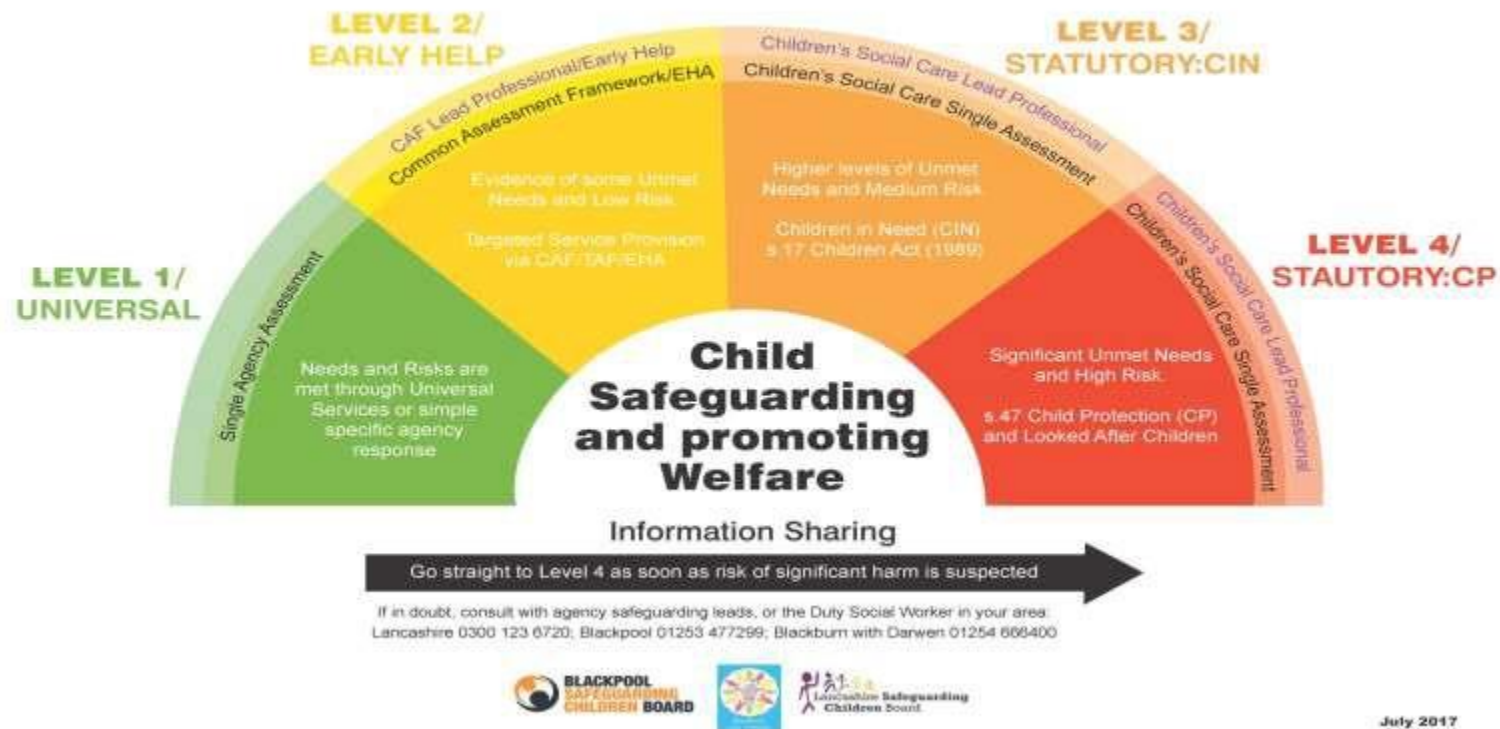 LEVEL 1/
UNIVERSAL
Single Agency Assessment
Needs and Risks are
met through Universal
Services or simple
specific agency
response
LEVEL 2/
EARLY HELP
CAF Lead Professional/Early Help
Common Assessment Framework/EHA
Evidence of some Unmet
Needs and Low Risk
Targeted Service Provision
via CAF/TAF/EHA
LEVEL 3/
STATUTORY:CIN
Children's Social Care Lead Professional
Children's Social Care Single Assessment
Higher levels of Unmet
Needs and Medium Risk
Children in Need (CIN)
s.17 Children Act (1989)
LEVEL 4/
STAUTORY:CP
Children's Social Care Lead Professional
Children's Social Care Single Assessment
Significant Unmet Needs
and High Risk.
s.47 Child Protection (CP)
and Looked After Children
Child
Safeguarding
and promoting
Welfare
Information Sharing
Go straight to Level 4 as soon as risk of significant harm is suspected
If in doubt, consult with agency safeguarding leads, or the Duty Social Worker in your area:
Lancashire 0300 123 6720; Blackpool 01253 477299; Blackburn with Darwen 01254 666400
BLACKPOOL
SAFEGUARDING
CHILDREN BOARD
Lancashire Safeguarding
Children Board
July 2017